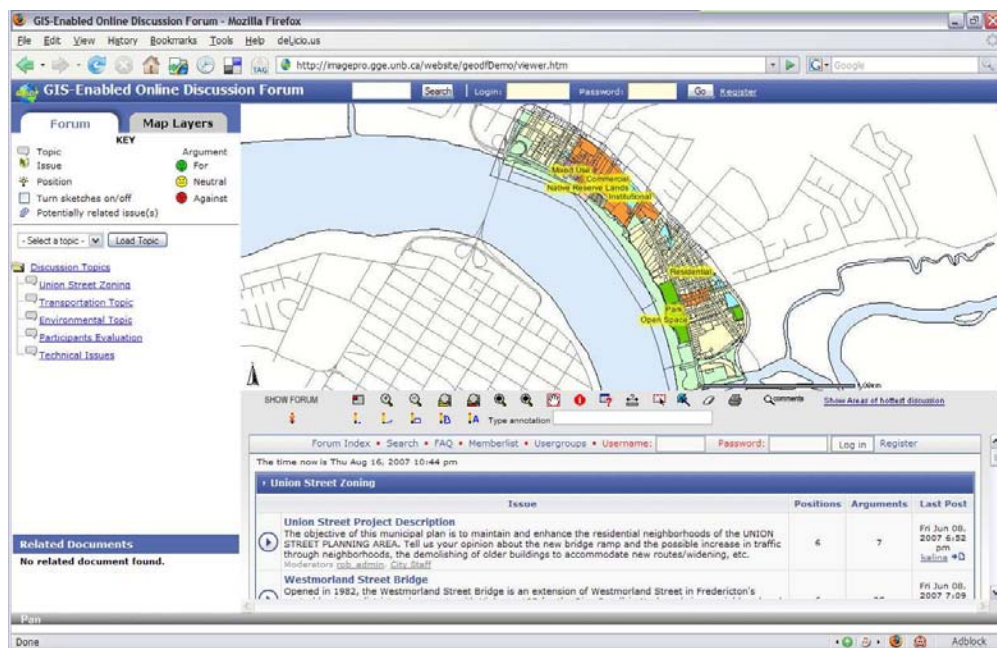 GIS-Enabled Online Discussion Forum - Mozilla Firefox
File Edit View History Bookmarks Tools Help del.icio.us
TAG http://imagepro.gge.unb.ca/website/geodfDemo/viewer.htm Google
GIS-Enabled Online Discussion Forum Search Login: Password: Go Register
Forum Map Layers
KEY
Topic Argument
Issue For
Position Neutral
Turn sketches on/off Against
Potentially related issue(s)
- Select a topic - Load Topic
Discussion Topics
Union Street Zoning
Transportation Topic
Environmental Topic
Participants Evaluation
Technical Issues
Related Documents
No related document found.
Mixed Use
Commercial
Native Reserve Lands
Institutional
Residential
Park
Open Space
SHOW FORUM comments Show Areas of hottest discussion
Type annotation
Forum Index • Search • FAQ • Memberlist • Usergroups • Username: Password: Log in Register
The time now is Thu Aug 16, 2007 10:44 pm
Union Street Zoning
Issue Positions Arguments Last Post
Union Street Project Description
The objective of this municipal plan is to maintain and enhance the residential neighborhoods of the UNION
STREET PLANNING AREA. Tell us your opinion about the new bridge ramp and the possible increase in traffic
through neighborhoods, the demolishing of older buildings to accommodate new routes/widening, etc.
Moderators rob_admin, City Staff
6 7
Fri Jun 08,
2007 6:52
pm
kalina
Westmorland Street Bridge
Opened in 1982, the Westmorland Street Bridge is an extension of Westmorland Street in Fredericton's
Fri Jun 08,
2007 7:09
Pan
Done Adblock